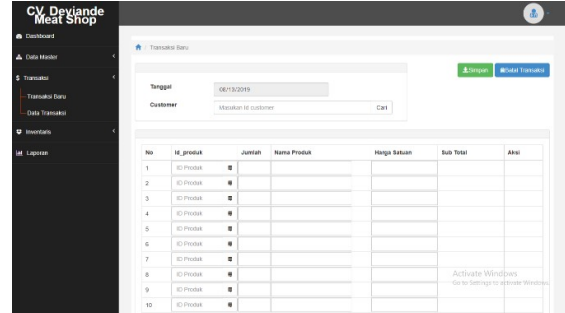 CV. Deviande
Meat Shop
Dashboard
Data Master
$ Transaksi
Transaksi Baru
Data Transaksi
Inventaris
Laporan
/ Transaksi Baru
Simpan Batal Transaksi
Tanggal 08/13/2019
Customer Masukan Id customer Cari
No Id_produk Jumlah Nama Produk Harga Satuan Sub Total Aksi
1 ID Produk
2 ID Produk
3 ID Produk
4 ID Produk
5 ID Produk
6 ID Produk
7 ID Produk
8 ID Produk
9 ID Produk
10 ID Produk
Activate Windows
Go to Settings to activate Windows.